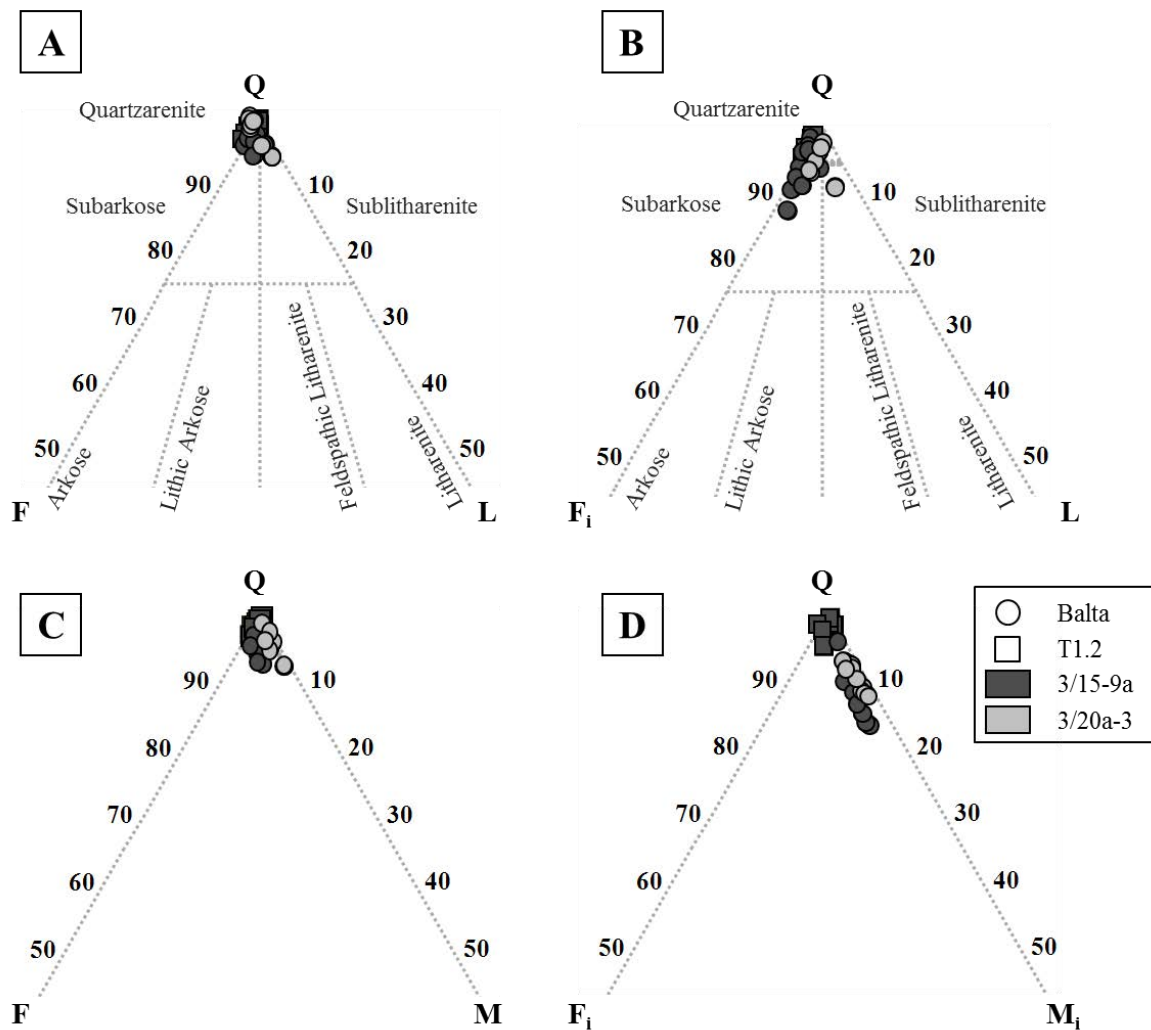 A
Q
Quartzarenite
90
10
Subarkose
Sublitharenite
80
20
70
30
60
40
50
50
Arkose
Lithic Arkose
Feldspathic Litharenite
Litharenite
F
L
B
Q
Quartzarenite
90
10
Subarkose
Sublitharenite
80
20
70
30
60
40
50
50
Arkose
Lithic Arkose
Feldspathic Litharenite
Litharenite
Fi
L
C
Q
90
10
80
20
70
30
60
40
50
50
F
M
D
Q
90
10
80
20
70
30
60
40
50
50
Fi
Mi
Balta
T1.2
3/15-9a
3/20a-3